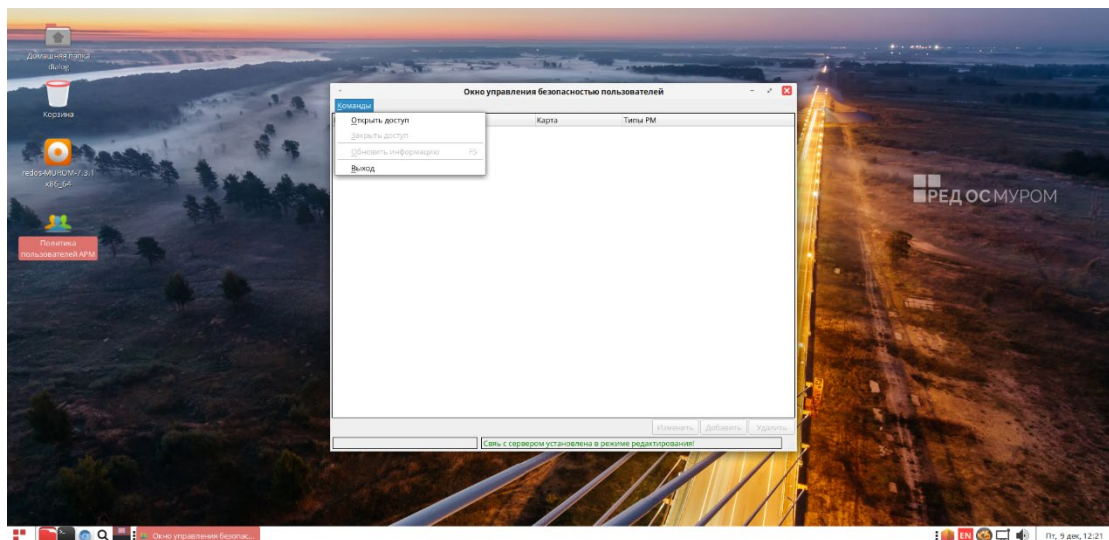 Домашняя папка
dialog
Корзина
redos-MUROM-7.3.1
x86_64
Политика
пользователей АРМ
Окно управления безопасностью пользователей
Команды
Открыть доступ
Закрыть доступ
Обновить информацию F5
Выход
Карта
Типы РМ
РЕД ОС МУРОМ
Изменить Добавить Удалить
Свяь с сервером установлена в режиме редактирования!
Окно управления безопас...
EN
Пт, 9 дек, 12:21